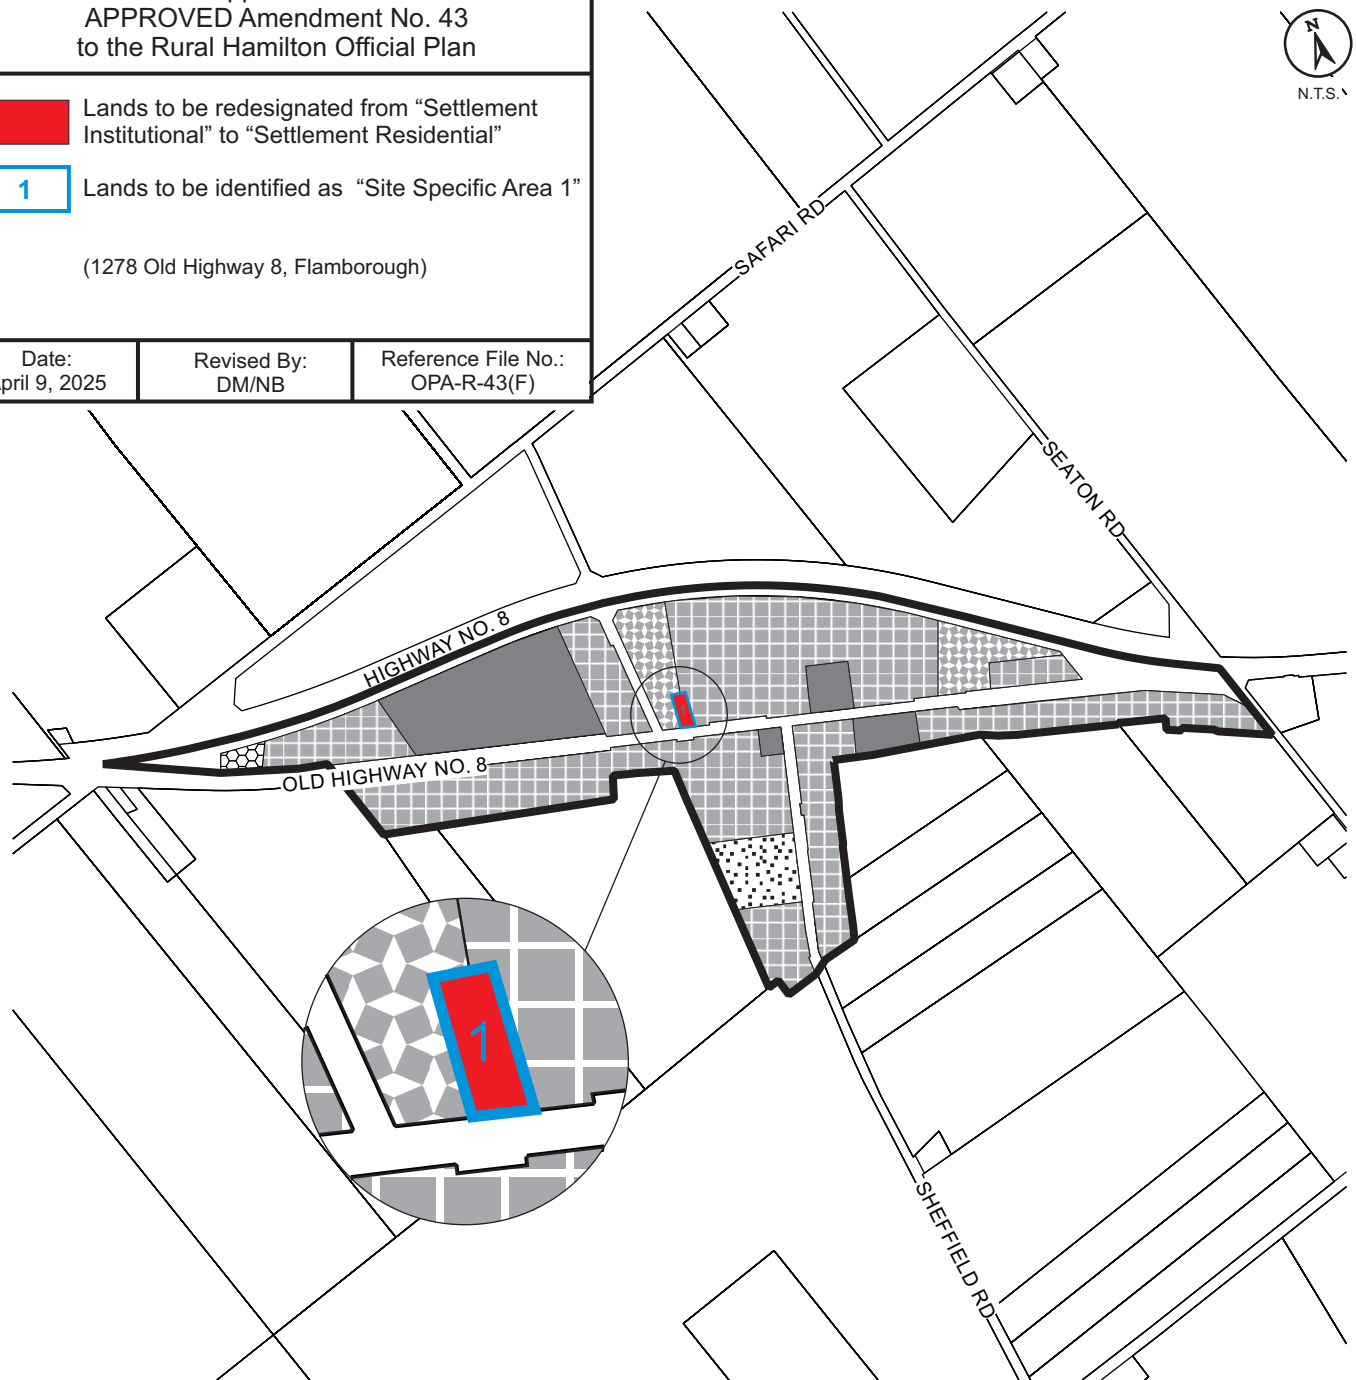 APPROVED Amendment No. 43
to the Rural Hamilton Official Plan
Lands to be redesignated from “Settlement
Institutional” to “Settlement Residential”
1
Lands to be identified as “Site Specific Area 1”
(1278 Old Highway 8, Flamborough)
Date:
pril 9, 2025
Revised By:
DM/NB
Reference File No.:
OPA-R-43(F)
N
N.T.S.
SAFARI RD
SEATON RD
HIGHWAY NO. 8
OLD HIGHWAY NO. 8
1
SHEFFIELD RD